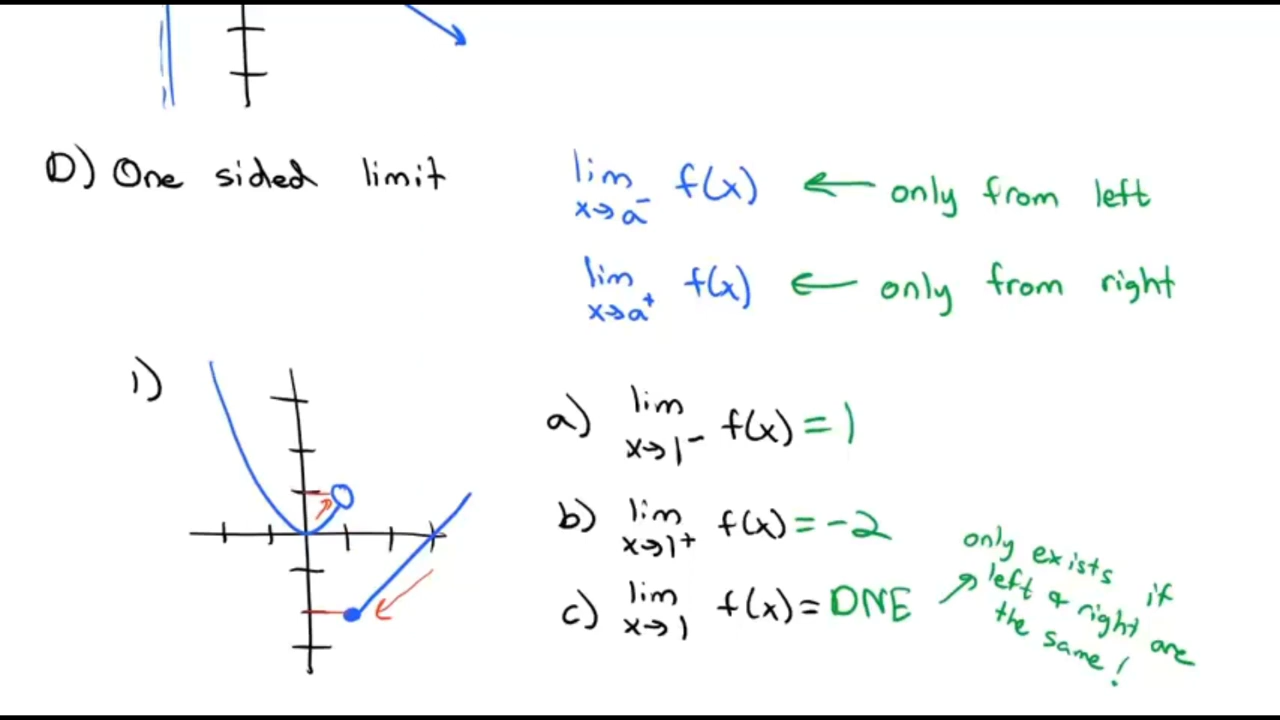 D) One sided limit
lim x→a⁻ f(x) ← only from left
lim x→a⁺ f(x) ← only from right
1)
a) lim x→1⁻ f(x) = 1
b) lim x→1⁺ f(x) = -2
c) lim x→1 f(x) = DNE
only exists if
left & right are
the same!